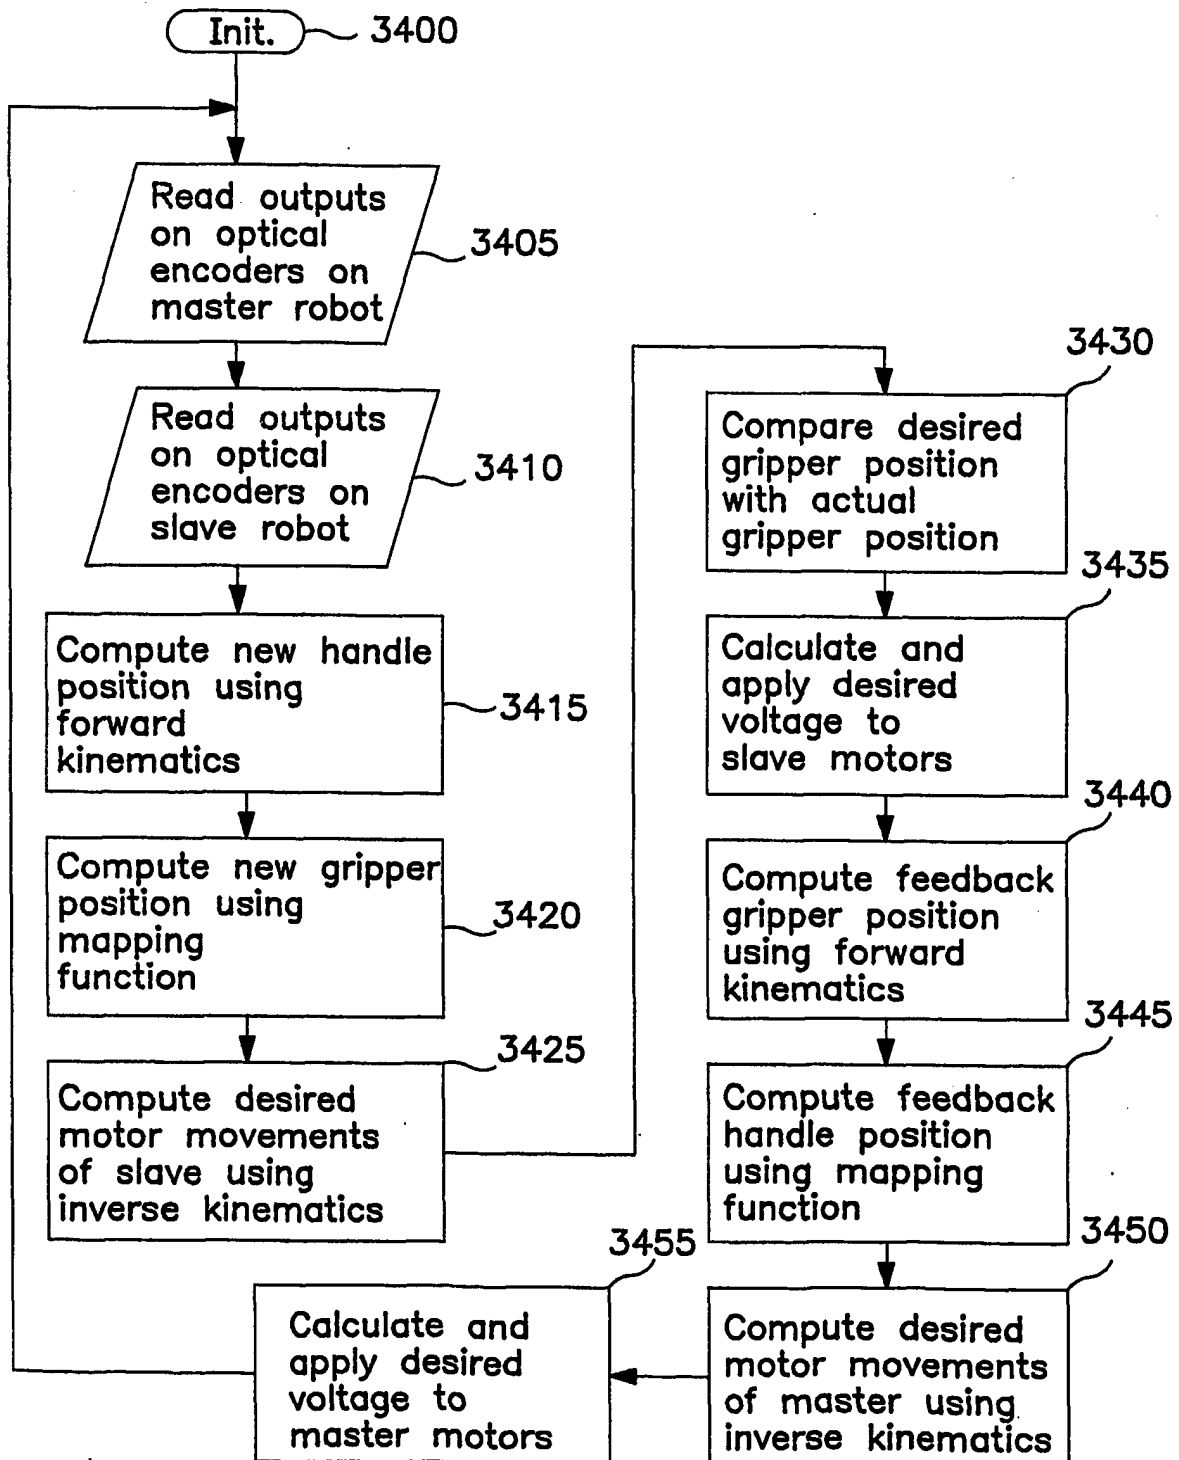 Init.
3400
Read outputs
on optical
encoders on
master robot
3405
Read outputs
on optical
encoders on
slave robot
3410
Compute new handle
position using
forward
kinematics
3415
Compute new gripper
position using
mapping
function
3420
Compute desired
motor movements
of slave using
inverse kinematics
3425
Compare desired
gripper position
with actual
gripper position
3430
Calculate and
apply desired
voltage to
slave motors
3435
Compute feedback
gripper position
using forward
kinematics
3440
Compute feedback
handle position
using mapping
function
3445
Compute desired
motor movements
of master using
inverse kinematics
3450
Calculate and
apply desired
voltage to
master motors
3455